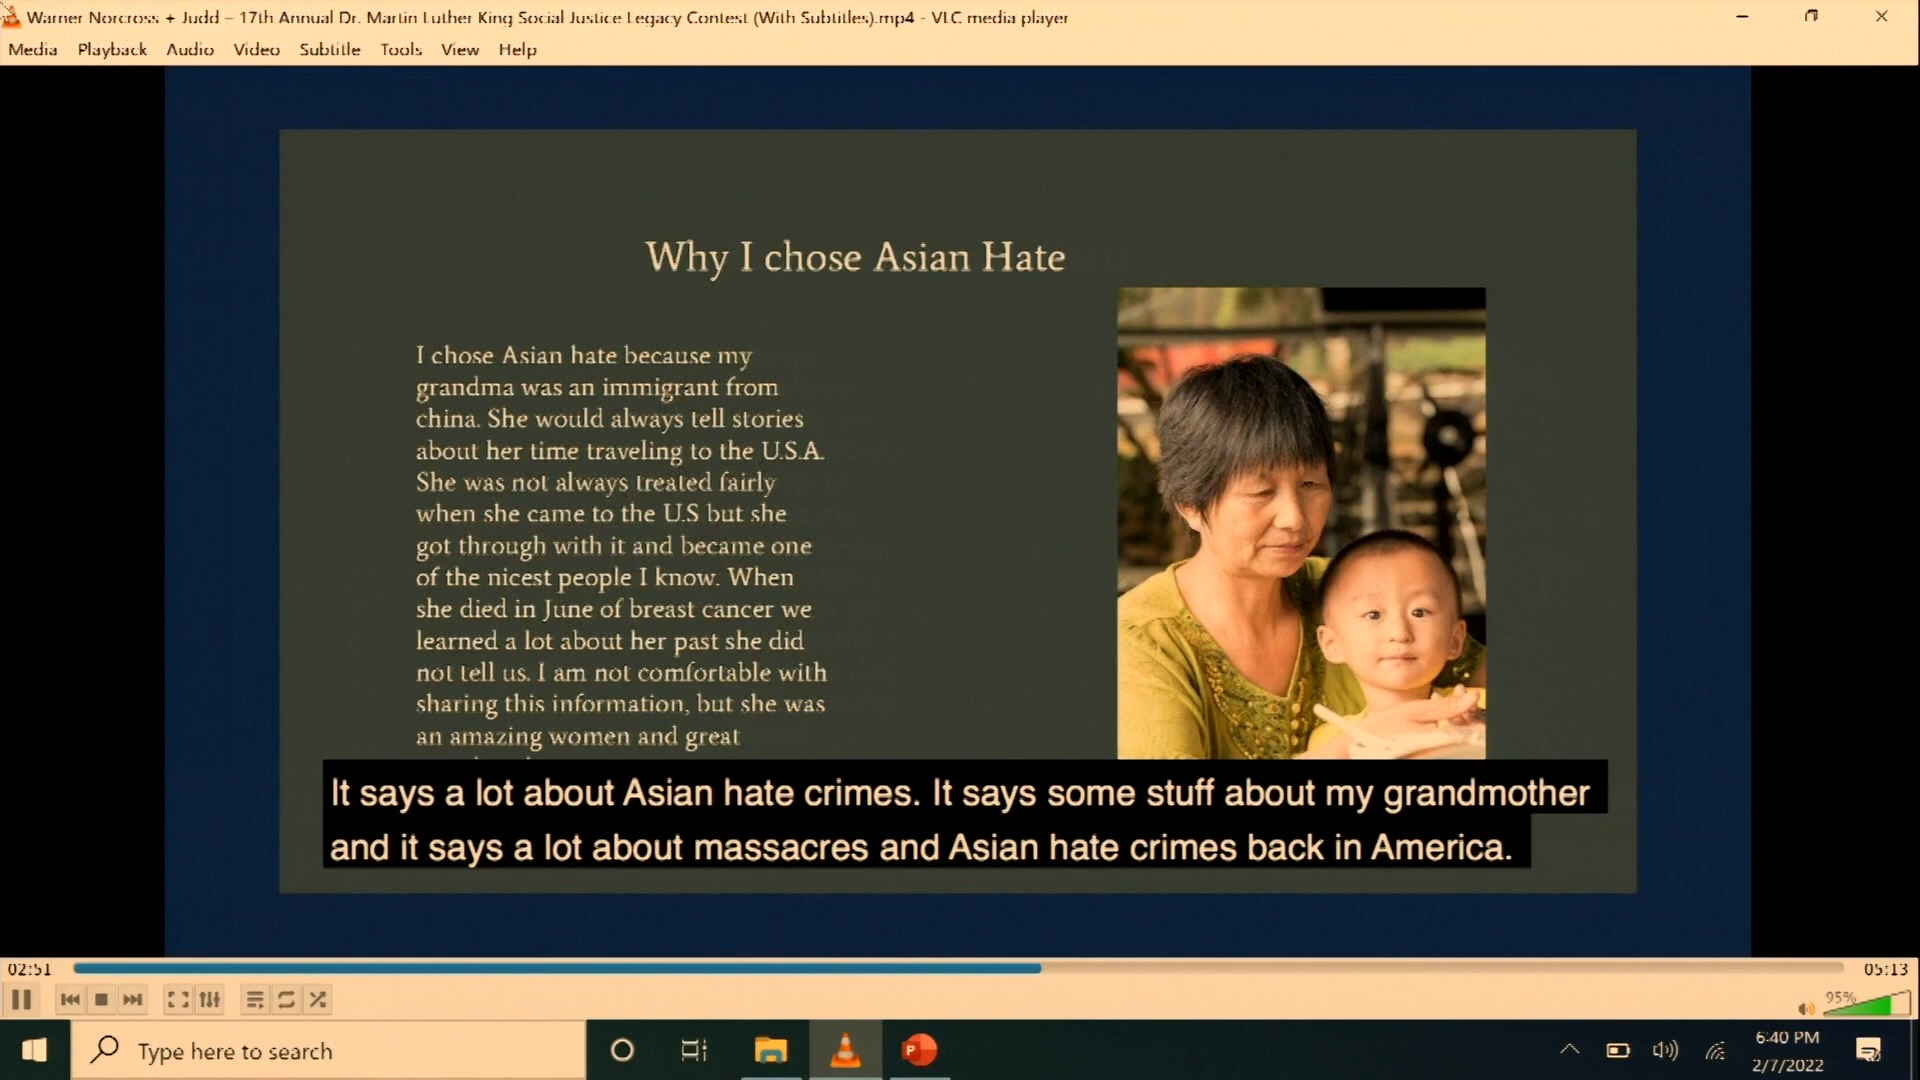 Warner Norcross + Judd – 17th Annual Dr. Martin Luther King Social Justice Legacy Contest (With Subtitles).mp4 - VLC media player
Media Playback Audio Video Subtitle Tools View Help
Why I chose Asian Hate
I chose Asian hate because my
grandma was an immigrant from
china. She would always tell stories
about her time traveling to the U.S.A.
She was not always treated fairly
when she came to the U.S but she
got through with it and became one
of the nicest people I know. When
she died in June of breast cancer we
learned a lot about her past she did
not tell us. I am not comfortable with
sharing this information, but she was
an amazing women and great
It says a lot about Asian hate crimes. It says some stuff about my grandmother
and it says a lot about massacres and Asian hate crimes back in America.
02:51
05:13
95%
Type here to search
P
6:40 PM
2/7/2022